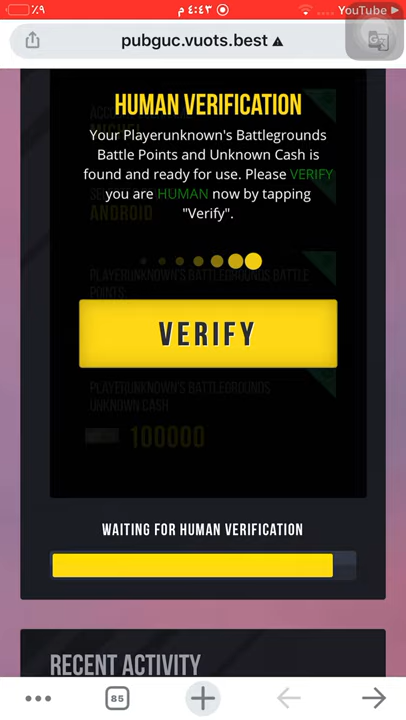 ٪٩
٤:٤٣ م
YouTube
pubguc.vuots.best
HUMAN VERIFICATION
Your Playerunknown's Battlegrounds
Battle Points and Unknown Cash is
found and ready for use. Please VERIFY
you are HUMAN now by tapping
"Verify".
ANDROID
PLAYERUNKNOWN'S BATTLEGROUNDS BATTLE
POINTS
VERIFY
PLAYERUNKNOWN'S BATTLEGROUNDS
UNKNOWN CASH
100000
WAITING FOR HUMAN VERIFICATION
RECENT ACTIVITY
85